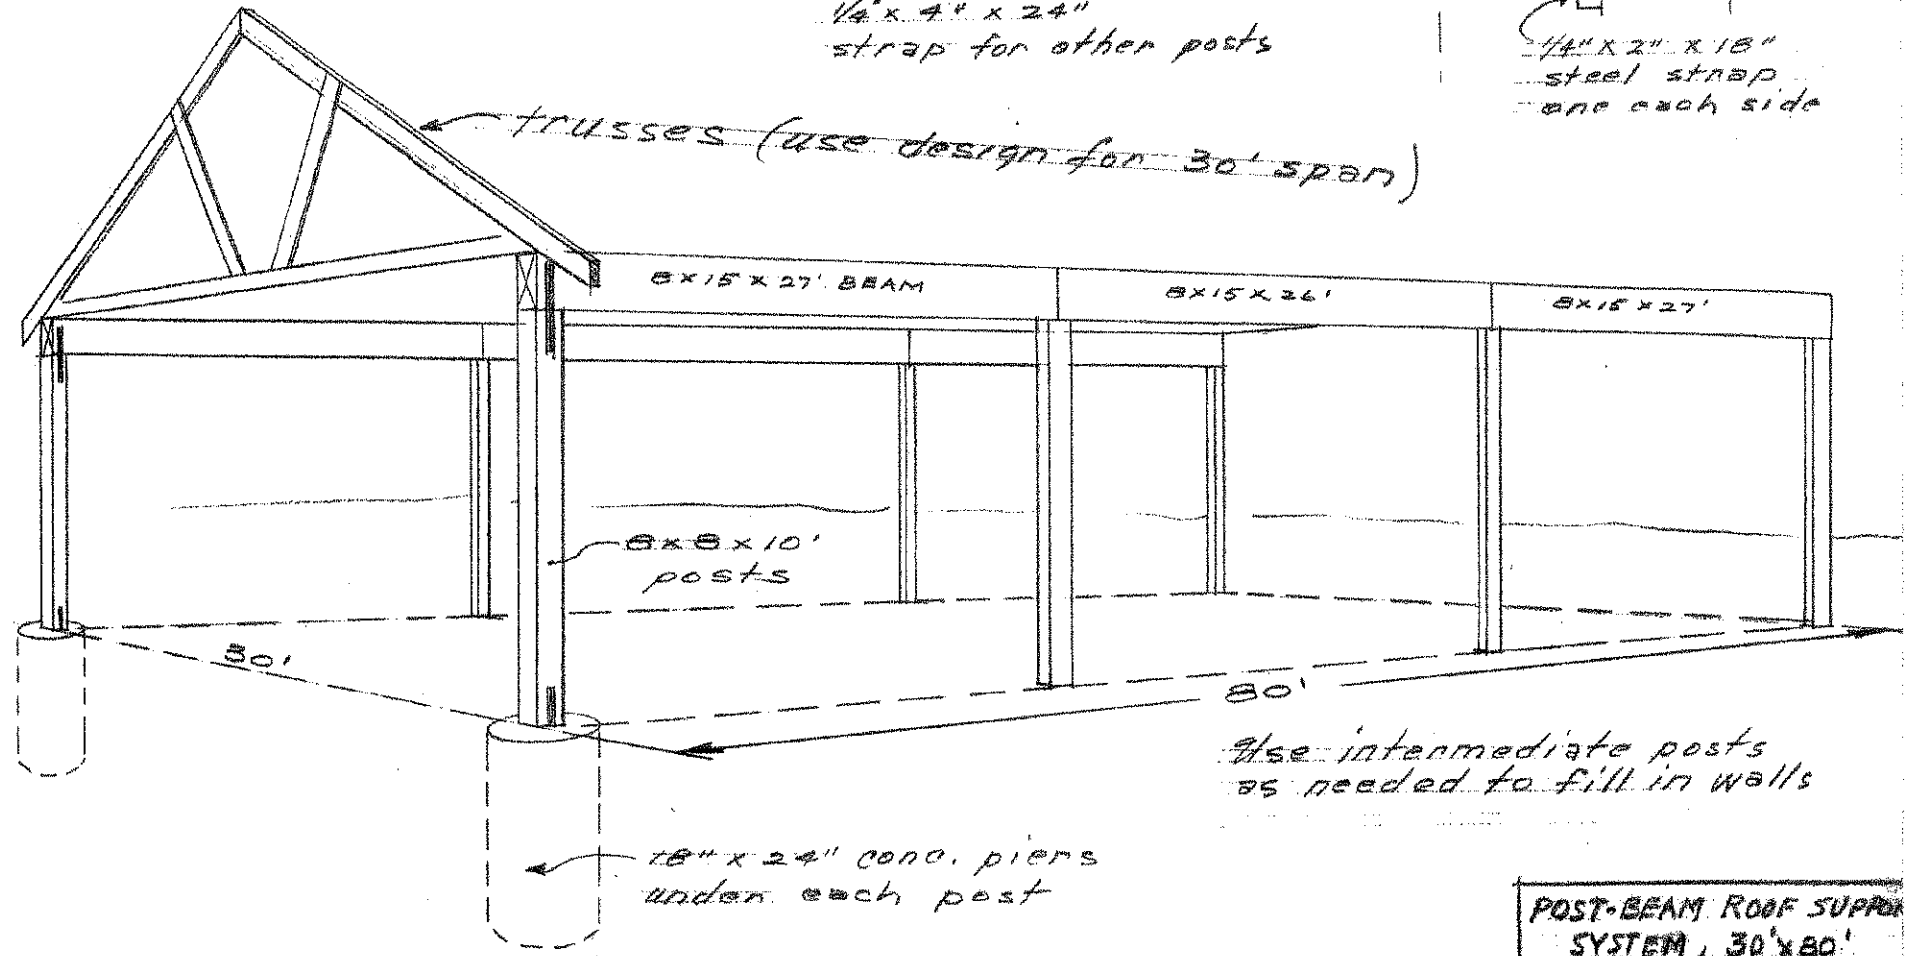 1/4" x 4" x 24"
strap for other posts
1/4" x 2" x 18"
steel strap
one each side
trusses (use design for 30' span)
8x15x27' BEAM
8x15x26'
8x15x27'
8x8x10'
posts
30'
80'
Use intermediate posts
as needed to fill in walls
18" x 24" conc. piers
under each post
POST-BEAM ROOF SUPPOR
SYSTEM, 30'x80'